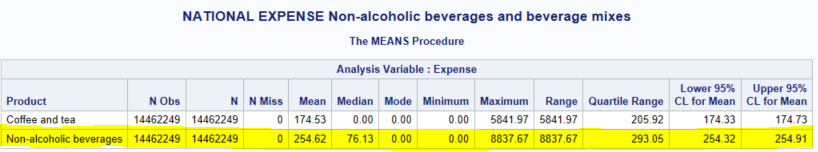 NATIONAL EXPENSE Non-alcoholic beverages and beverage mixes
The MEANS Procedure
Analysis Variable : Expense
Product N Obs N N Miss Mean Median Mode Minimum Maximum Range Quartile Range Lower 95% CL for Mean Upper 95% CL for Mean
Coffee and tea 14462249 14462249 0 174.53 0.00 0.00 0.00 5841.97 5841.97 205.92 174.33 174.73
Non-alcoholic beverages 14462249 14462249 0 254.62 76.13 0.00 0.00 8837.67 8837.67 293.05 254.32 254.91